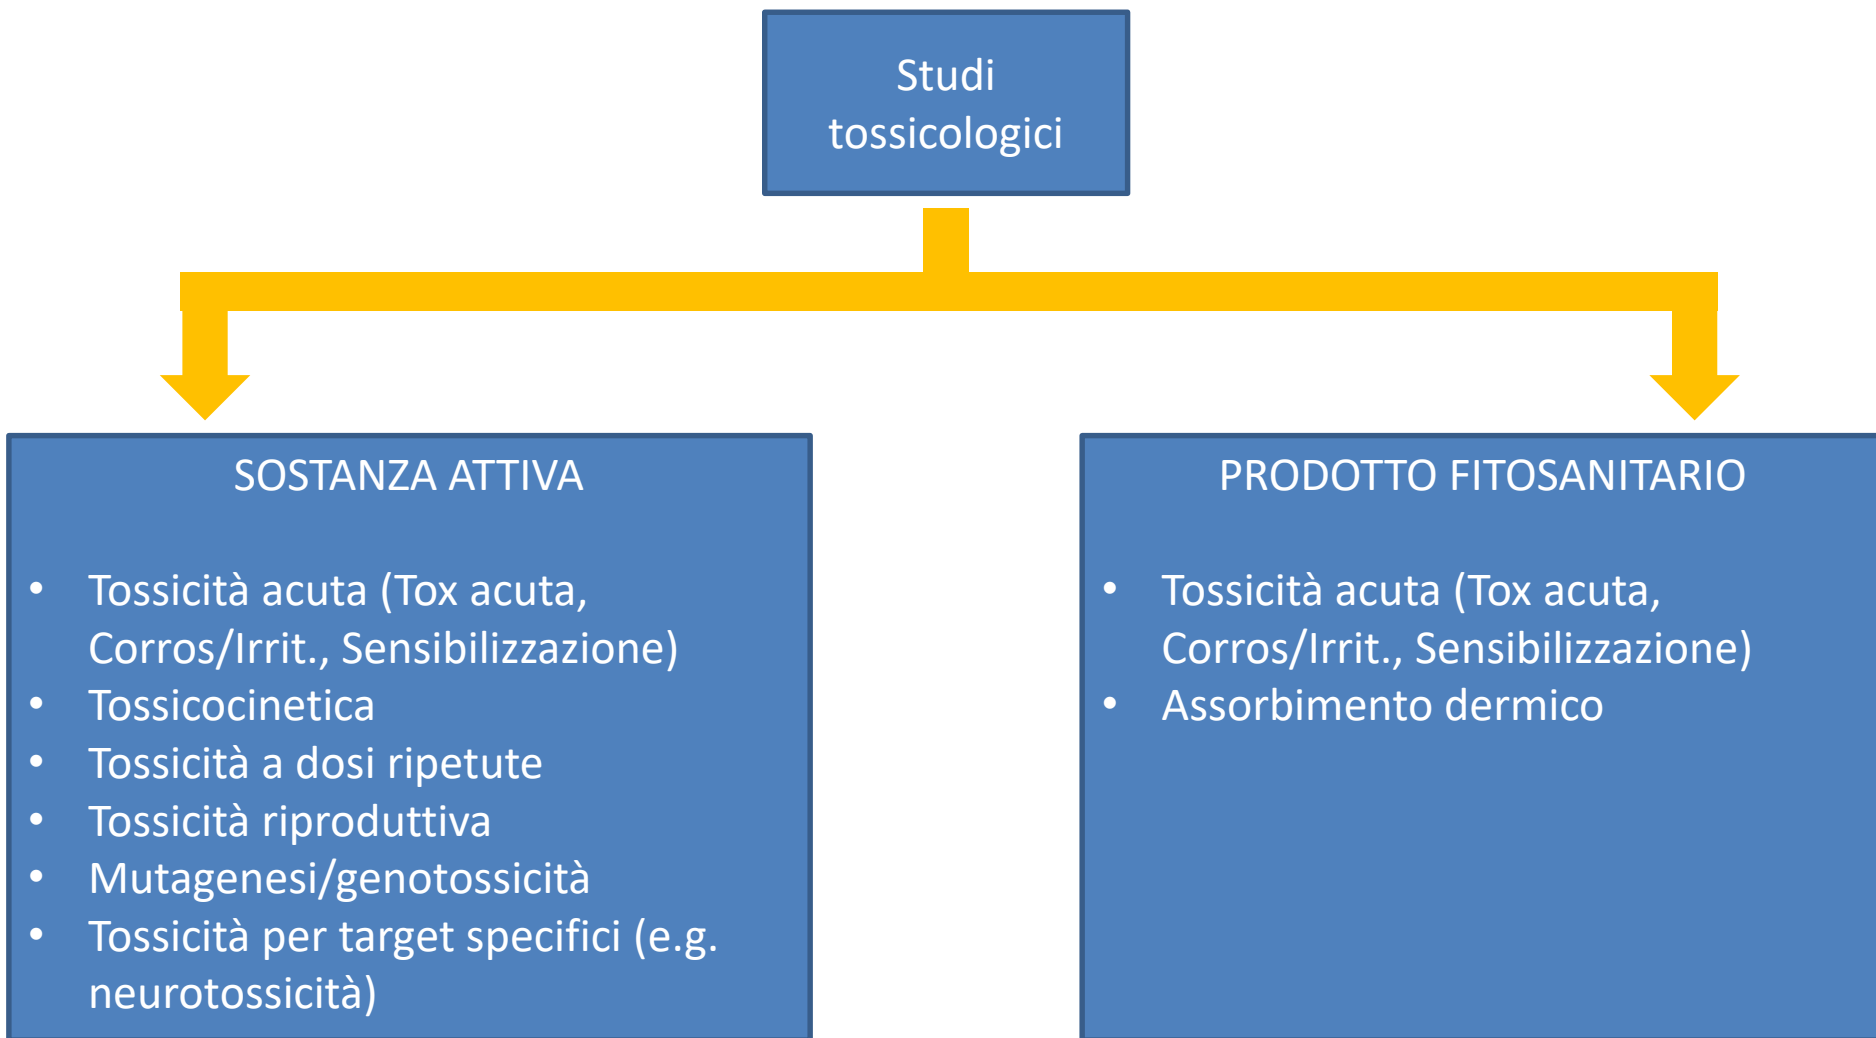 Studi
tossicologici
SOSTANZA ATTIVA
• Tossicità acuta (Tox acuta,
Corros/Irrit., Sensibilizzazione)
• Tossicocinetica
• Tossicità a dosi ripetute
• Tossicità riproduttiva
• Mutagenesi/genotossicità
• Tossicità per target specifici (e.g.
neurotossicità)
PRODOTTO FITOSANITARIO
• Tossicità acuta (Tox acuta,
Corros/Irrit., Sensibilizzazione)
• Assorbimento dermico